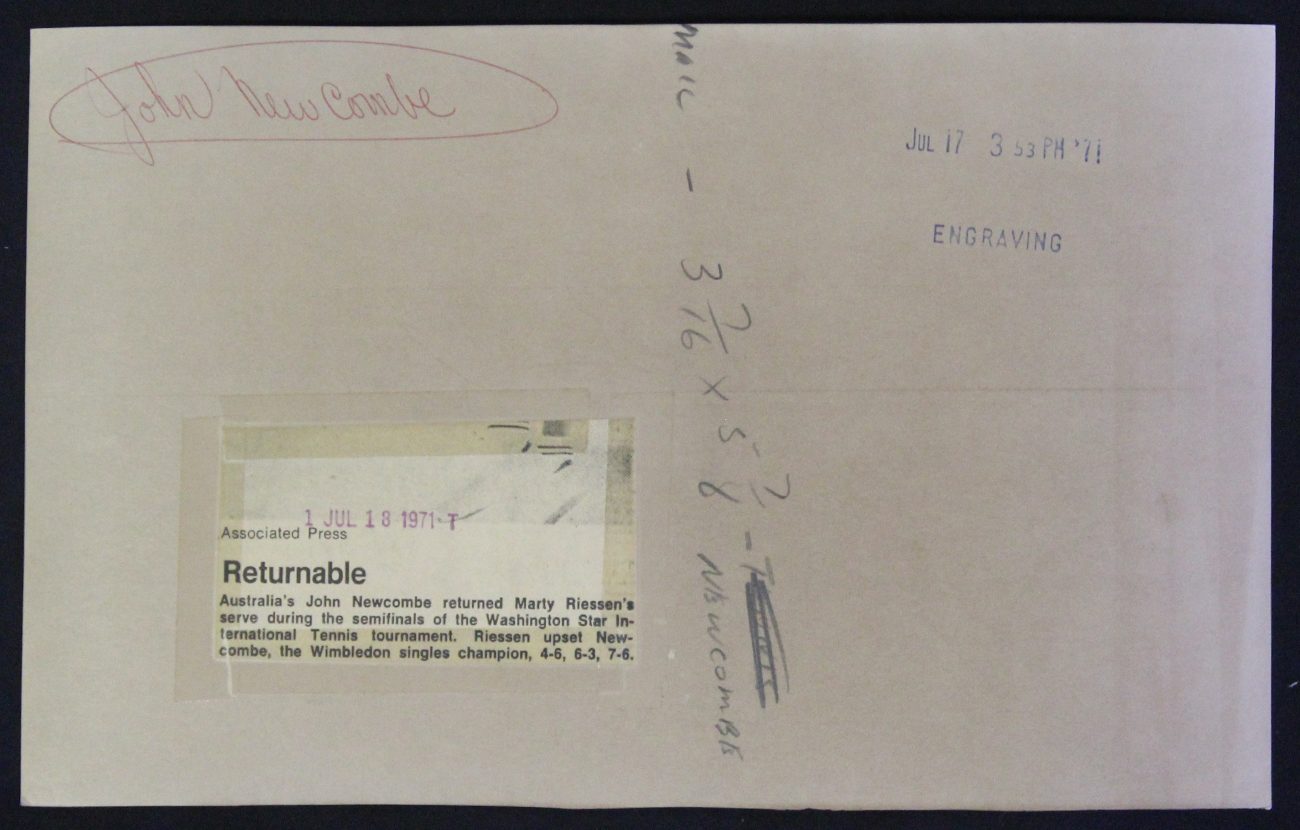 John Newcombe
JUL 17 3 53 PM '71
ENGRAVING
1 JUL 18 1971 T
Associated Press
Returnable
Australia's John Newcombe returned Marty Riessen's
serve during the semifinals of the Washington Star In-
ternational Tennis tournament. Riessen upset New-
combe, the Wimbledon singles champion, 4-6, 6-3, 7-6.
- 3 7/16 x 5 7/8 -
NEWCOMBE